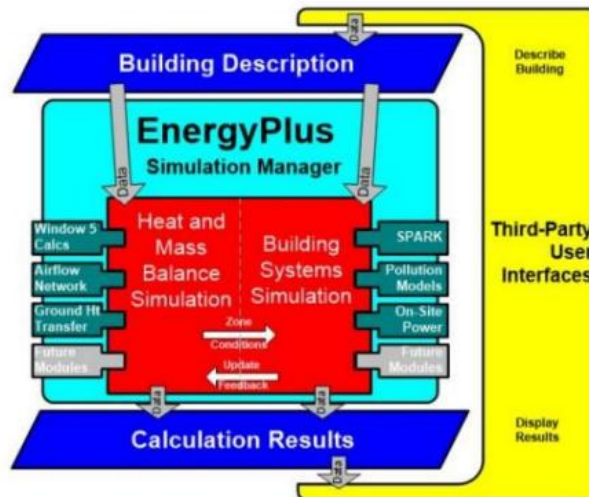 Data
Building Description
Describe
Building
EnergyPlus
Simulation Manager
Data
Data
Window 5
Calcs
Airflow
Network
Ground Ht
Transfer
Future
Modules
Heat and
Mass
Balance
Simulation
Building
Systems
Simulation
Zone
Conditions
Update
Feedback
SPARK
Pollution
Models
On-Site
Power
Future
Modules
Third-Party
User
Interfaces
Data
Data
Calculation Results
Display
Results
Data